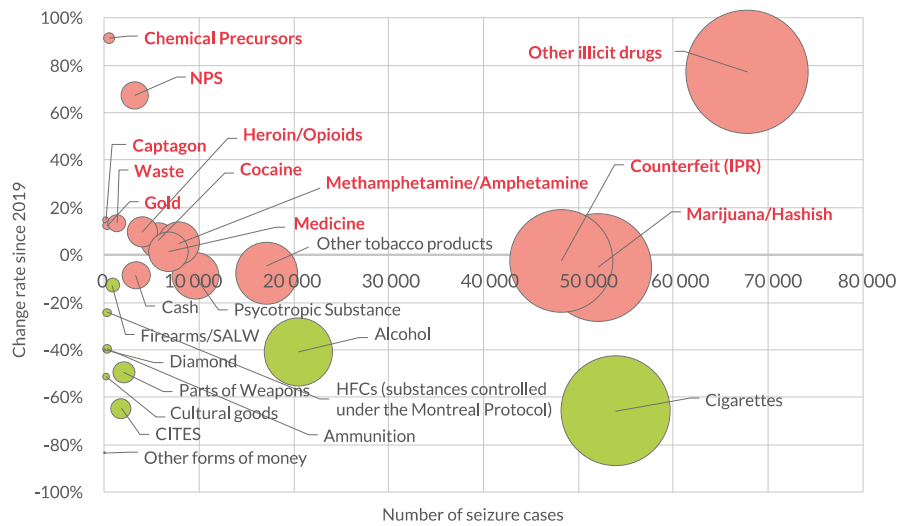 100%
80%
60%
40%
20%
0%
-20%
-40%
-60%
-80%
-100%
Change rate since 2019
Chemical Precursors
Other illicit drugs
NPS
Heroin/Opioids
Captagon
Waste
Cocaine
Counterfeit (IPR)
Methamphetamine/Amphetamine
Gold
Medicine
Marijuana/Hashish
Other tobacco products
0
10 000
20 000
30 000
40 000
50 000
60 000
70 000
80 000
Cash
Psycotropic Substance
Firearms/SALW
Alcohol
Diamond
Parts of Weapons
HFCs (substances controlled
under the Montreal Protocol)
Cigarettes
Cultural goods
CITES
Ammunition
Other forms of money
Number of seizure cases